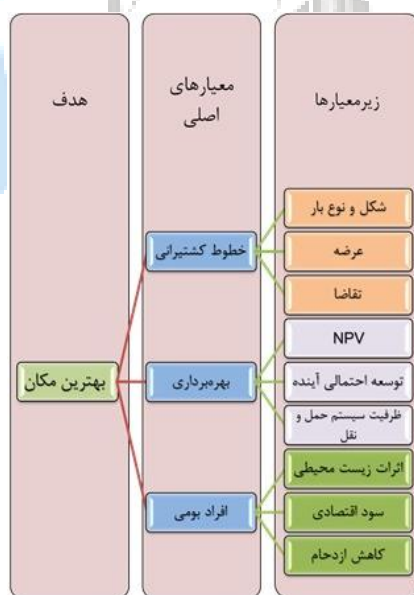 هدف
معیارهای
اصلی
زیرمعیارها
بهترین مکان
خطوط کشتیرانی
شکل و نوع بار
عرضه
تقاضا
بهره‌برداری
NPV
توسعه احتمالی آینده
ظرفیت سیستم حمل و
نقل
افراد بومی
اثرات زیست محیطی
سود اقتصادی
کاهش ازدحام